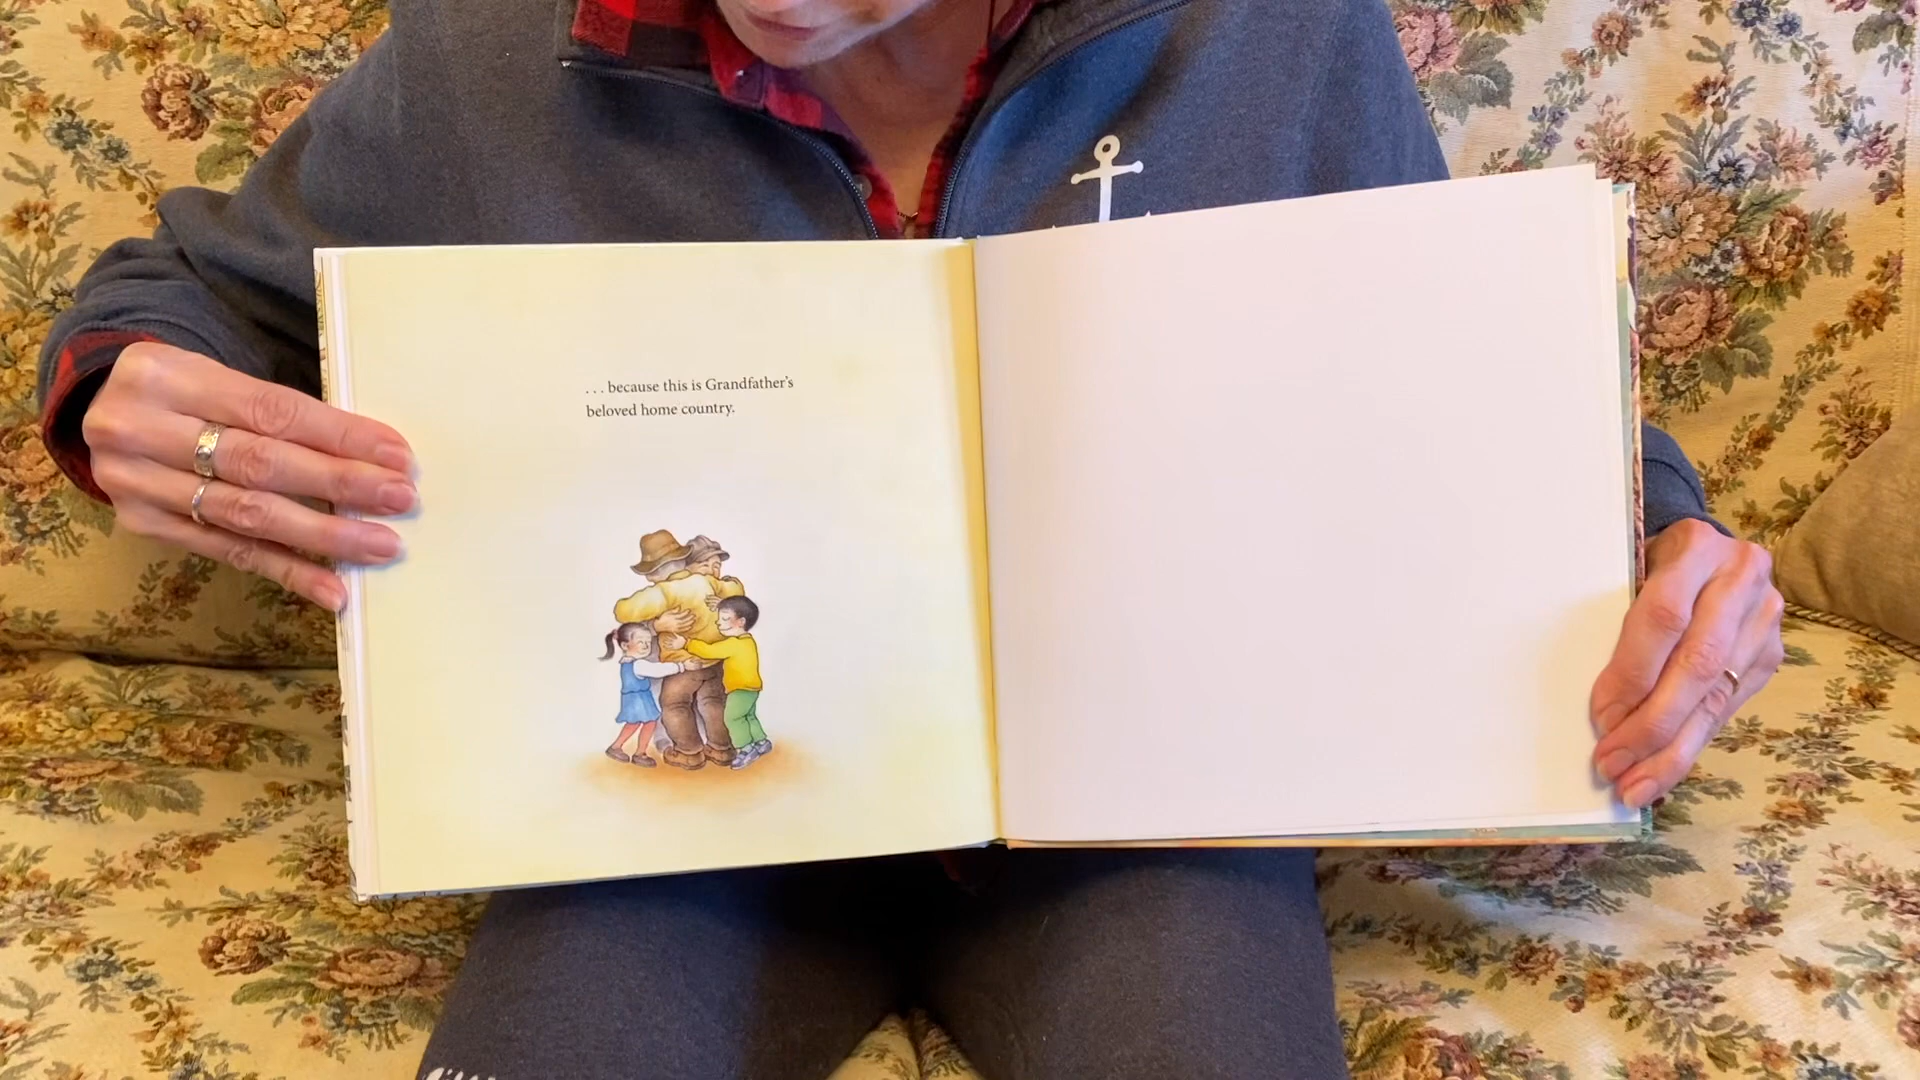 . . . because this is Grandfather’s
beloved home country.